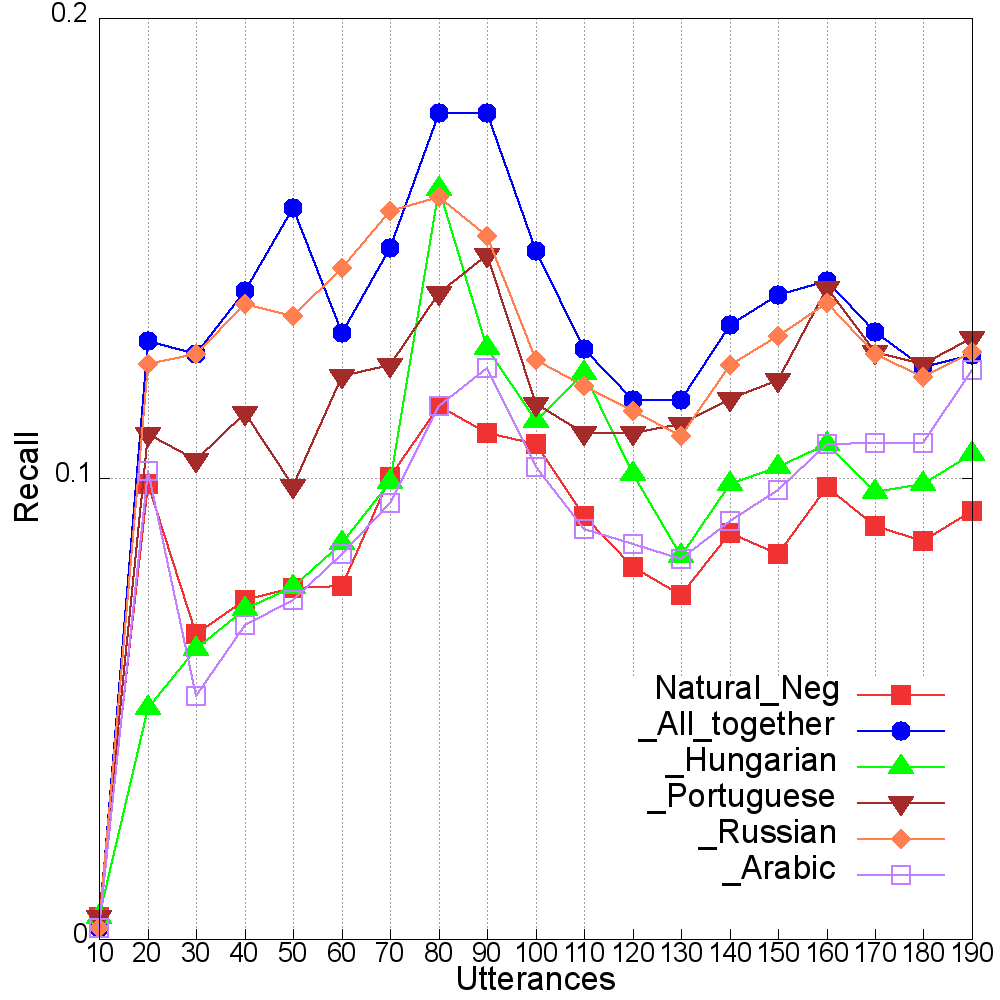 0.2
Recall
0.1
Natural_Neg
_All_together
_Hungarian
_Portuguese
_Russian
_Arabic
0
10 20 30 40 50 60 70 80 90 100 110 120 130 140 150 160 170 180 190
Utterances